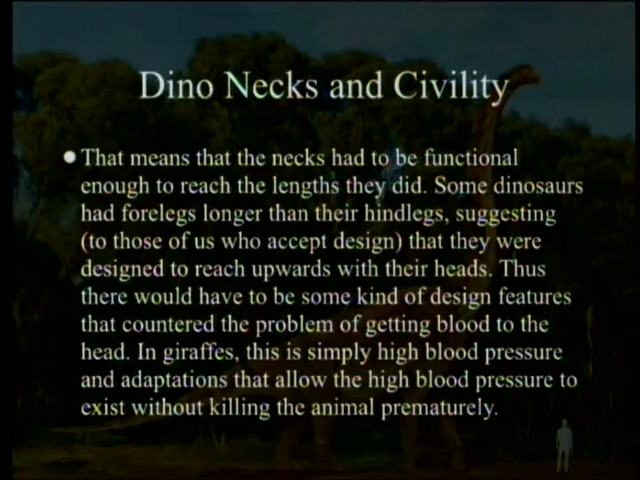 Dino Necks and Civility
That means that the necks had to be functional
enough to reach the lengths they did. Some dinosaurs
had forelegs longer than their hindlegs, suggesting
(to those of us who accept design) that they were
designed to reach upwards with their heads. Thus
there would have to be some kind of design features
that countered the problem of getting blood to the
head. In giraffes, this is simply high blood pressure
and adaptations that allow the high blood pressure to
exist without killing the animal prematurely.